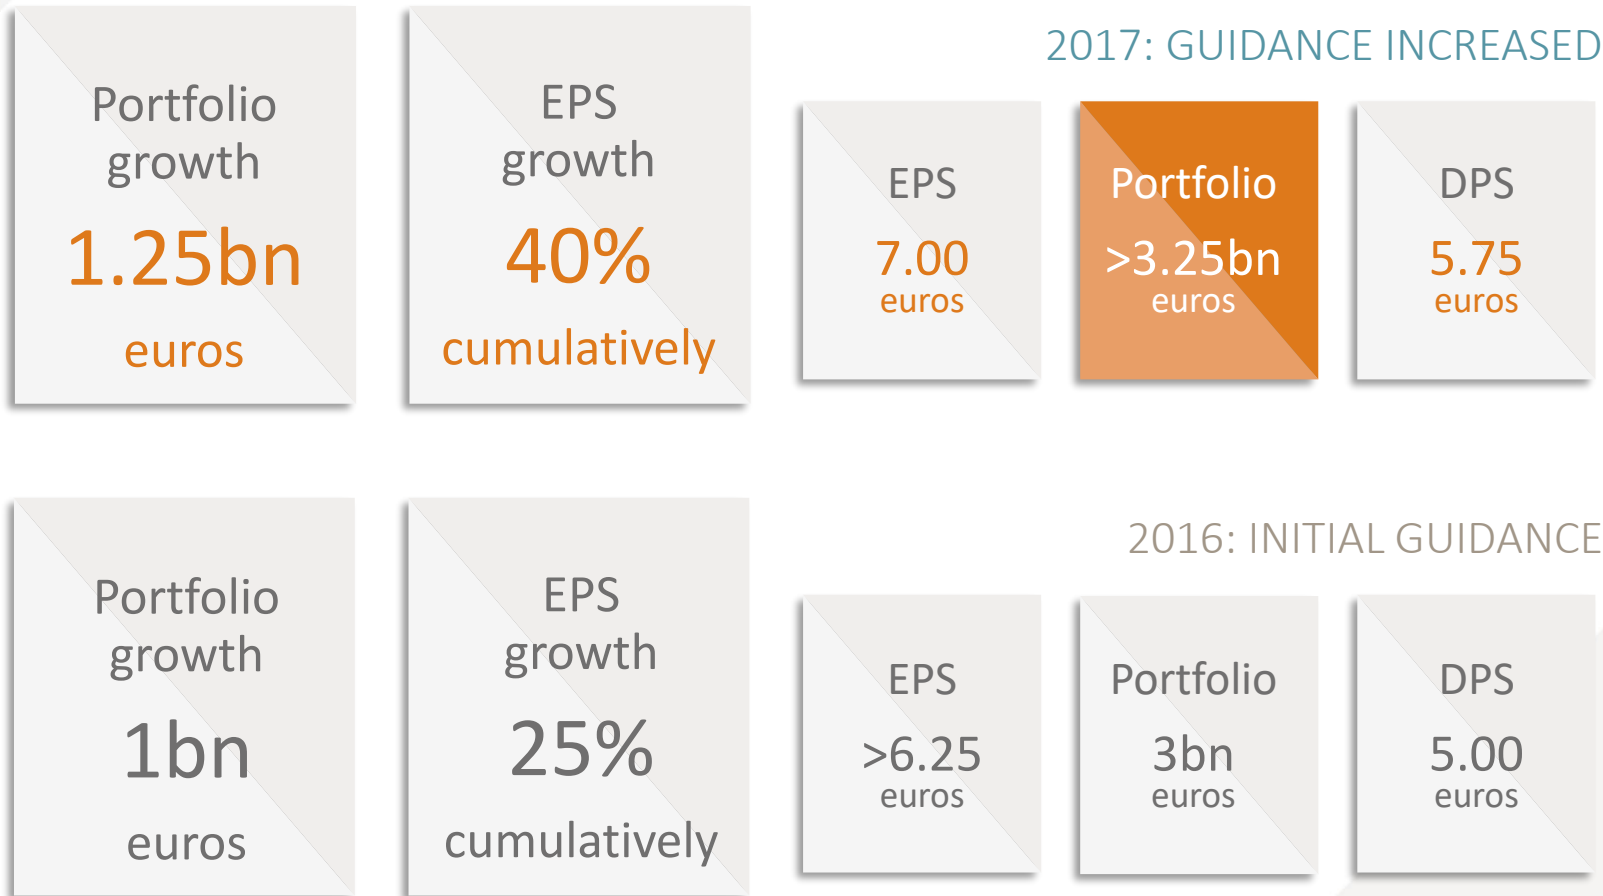 2017: GUIDANCE INCREASED
Portfolio
growth
1.25bn
euros
EPS
growth
40%
cumulatively
EPS
7.00
euros
Portfolio
>3.25bn
euros
DPS
5.75
euros
2016: INITIAL GUIDANCE
Portfolio
growth
1bn
euros
EPS
growth
25%
cumulatively
EPS
>6.25
euros
Portfolio
3bn
euros
DPS
5.00
euros